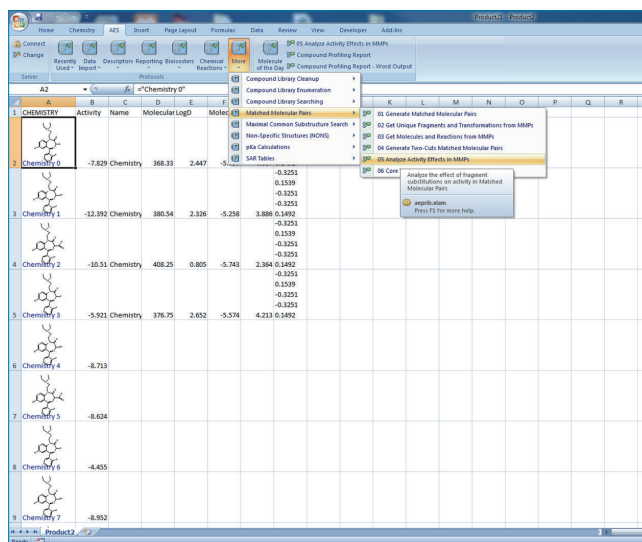 Product2 - Product2
Home Chemistry AES Insert Page Layout Formulas Data Review View Developer Add-Ins
Connect
Change
Server
Recently Used Data Import Descriptors Reporting Bioisosters Chemical Reactions More Molecule of the Day
Protocols
05 Analyze Activity Effects in MMPs
Compound Profiling Report
Compound Profiling Report - Word Output
A2 fx ="Chemistry 0"
Compound Library Cleanup
Compound Library Enumeration
Compound Library Searching
Matched Molecular Pairs
Maximal Common Substructure Search
Non-Specific Structures (NONS)
pKa Calculations
SAR Tables
01 Generate Matched Molecular Pairs
02 Get Unique Fragments and Transformations from MMPs
03 Get Molecules and Reactions from MMPs
04 Generate Two-Cuts Matched Molecular Pairs
05 Analyze Activity Effects in MMPs
06 Core
Analyze the effect of fragment
substitutions on activity in Matched
Molecular Pairs
aeprib.xlam
Press F1 for more help.
A B C D E F K L M N O P Q R
1 CHEMISTRY Activity Name Molecular LogD
2 Chemistry 0 -7.829 Chemistry 368.33 2.447
-0.3251
0.1539
-0.3251
-0.3251
3 Chemistry 1 -12.392 Chemistry 380.54 2.326 -5.258 3.886 0.1492
-0.3251
0.1539
-0.3251
-0.3251
4 Chemistry 2 -10.51 Chemistry 408.25 0.805 -5.743 2.364 0.1492
-0.3251
0.1539
-0.3251
-0.3251
5 Chemistry 3 -5.921 Chemistry 376.75 2.652 -5.574 4.213 0.1492
6 Chemistry 4 -8.713
7 Chemistry 5 -8.624
8 Chemistry 6 -4.455
9 Chemistry 7 -8.952
Product2